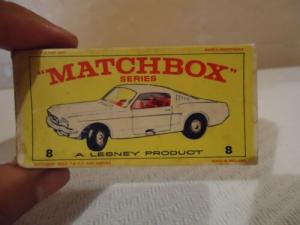 "MATCHBOX"
SERIES
8 A LESNEY PRODUCT 8